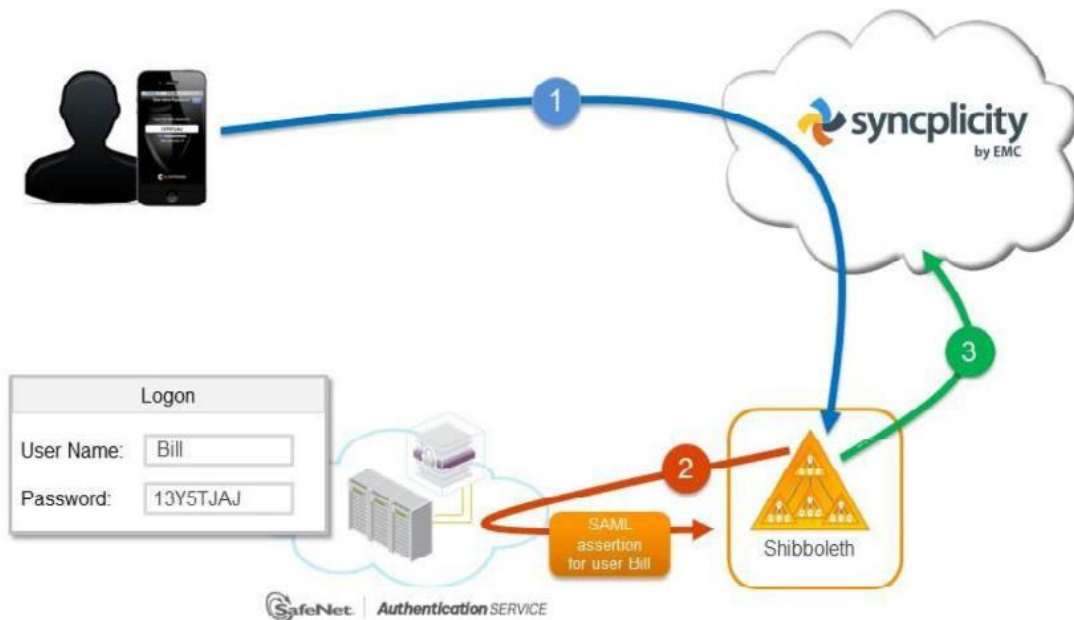 1
syncplicity
by EMC
3
Logon
User Name: Bill
Password: 13Y5TJAJ
2
SAML
assertion
for user Bill
Shibboleth
SafeNet. Authentication SERVICE